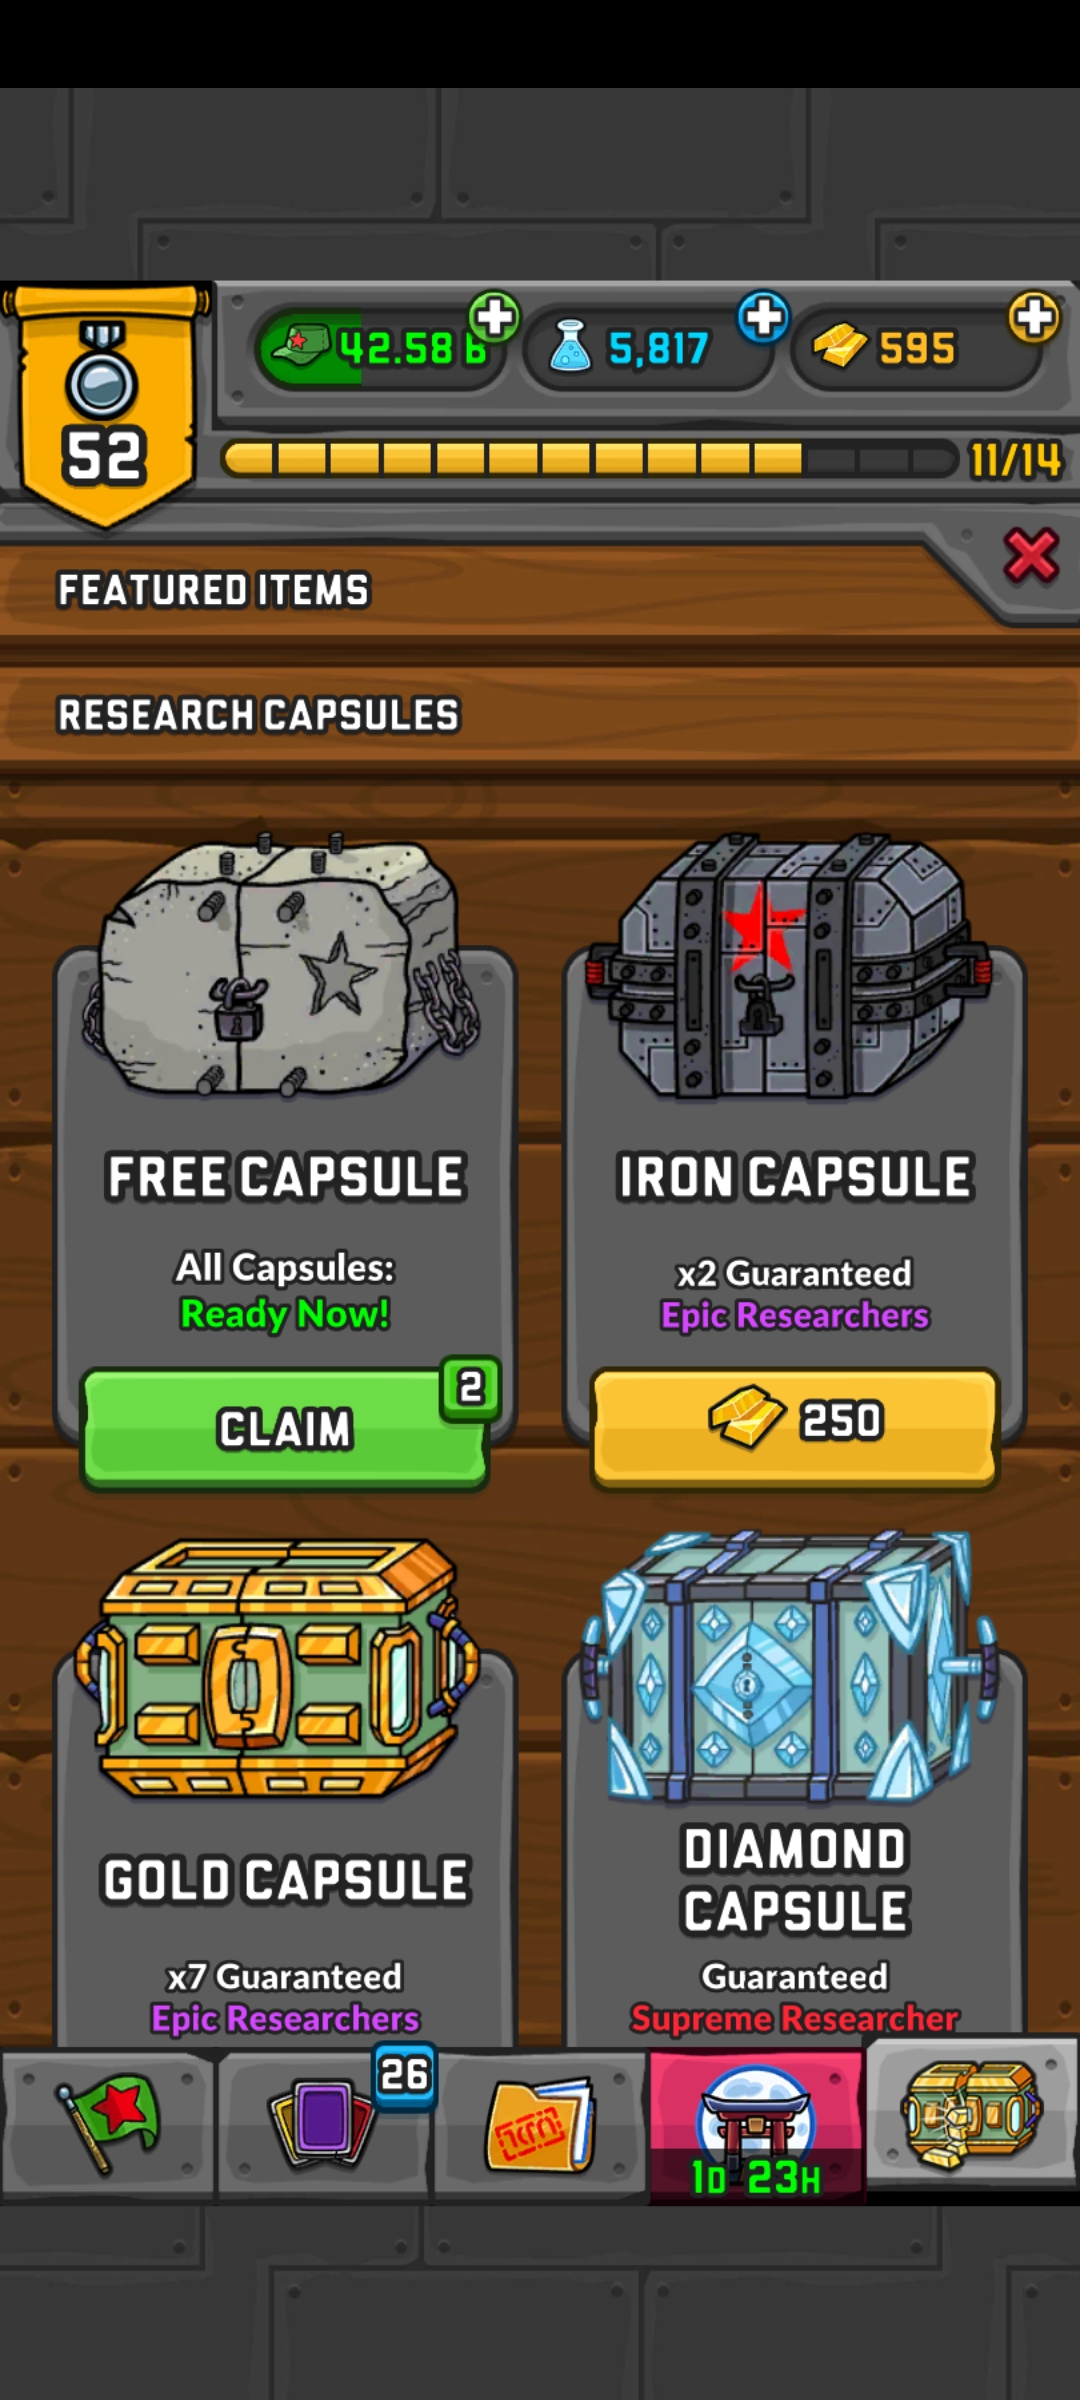 52
42.58 B
5,817
595
11/14
FEATURED ITEMS
RESEARCH CAPSULES
FREE CAPSULE
All Capsules:
Ready Now!
2
CLAIM
IRON CAPSULE
x2 Guaranteed
Epic Researchers
250
GOLD CAPSULE
x7 Guaranteed
Epic Researchers
DIAMOND
CAPSULE
Guaranteed
Supreme Researcher
26
1D 23H